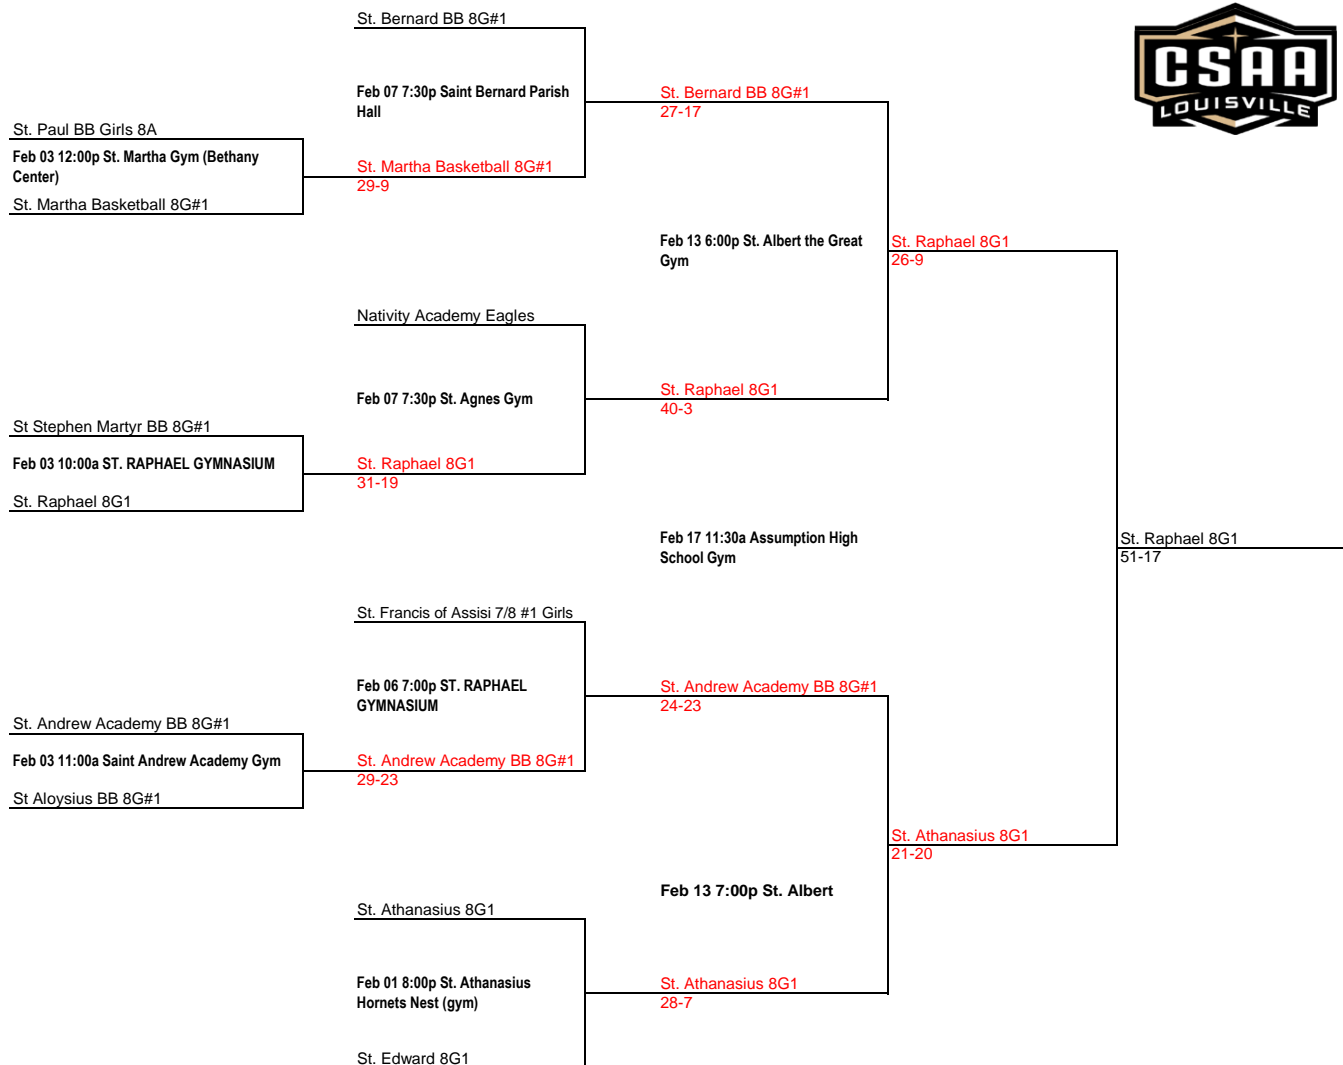 St. Bernard BB 8G#1
CSAA
LOUISVILLE
Feb 07 7:30p Saint Bernard Parish
Hall
St. Bernard BB 8G#1
27-17
St. Paul BB Girls 8A
Feb 03 12:00p St. Martha Gym (Bethany
Center)
St. Martha Basketball 8G#1
29-9
St. Martha Basketball 8G#1
Feb 13 6:00p St. Albert the Great
Gym
St. Raphael 8G1
26-9
Nativity Academy Eagles
Feb 07 7:30p St. Agnes Gym
St. Raphael 8G1
40-3
St Stephen Martyr BB 8G#1
Feb 03 10:00a ST. RAPHAEL GYMNASIUM
St. Raphael 8G1
31-19
St. Raphael 8G1
Feb 17 11:30a Assumption High
School Gym
St. Raphael 8G1
51-17
St. Francis of Assisi 7/8 #1 Girls
Feb 06 7:00p ST. RAPHAEL
GYMNASIUM
St. Andrew Academy BB 8G#1
24-23
St. Andrew Academy BB 8G#1
Feb 03 11:00a Saint Andrew Academy Gym
St. Andrew Academy BB 8G#1
29-23
St Aloysius BB 8G#1
St. Athanasius 8G1
21-20
Feb 13 7:00p St. Albert
St. Athanasius 8G1
Feb 01 8:00p St. Athanasius
Hornets Nest (gym)
St. Athanasius 8G1
28-7
St. Edward 8G1